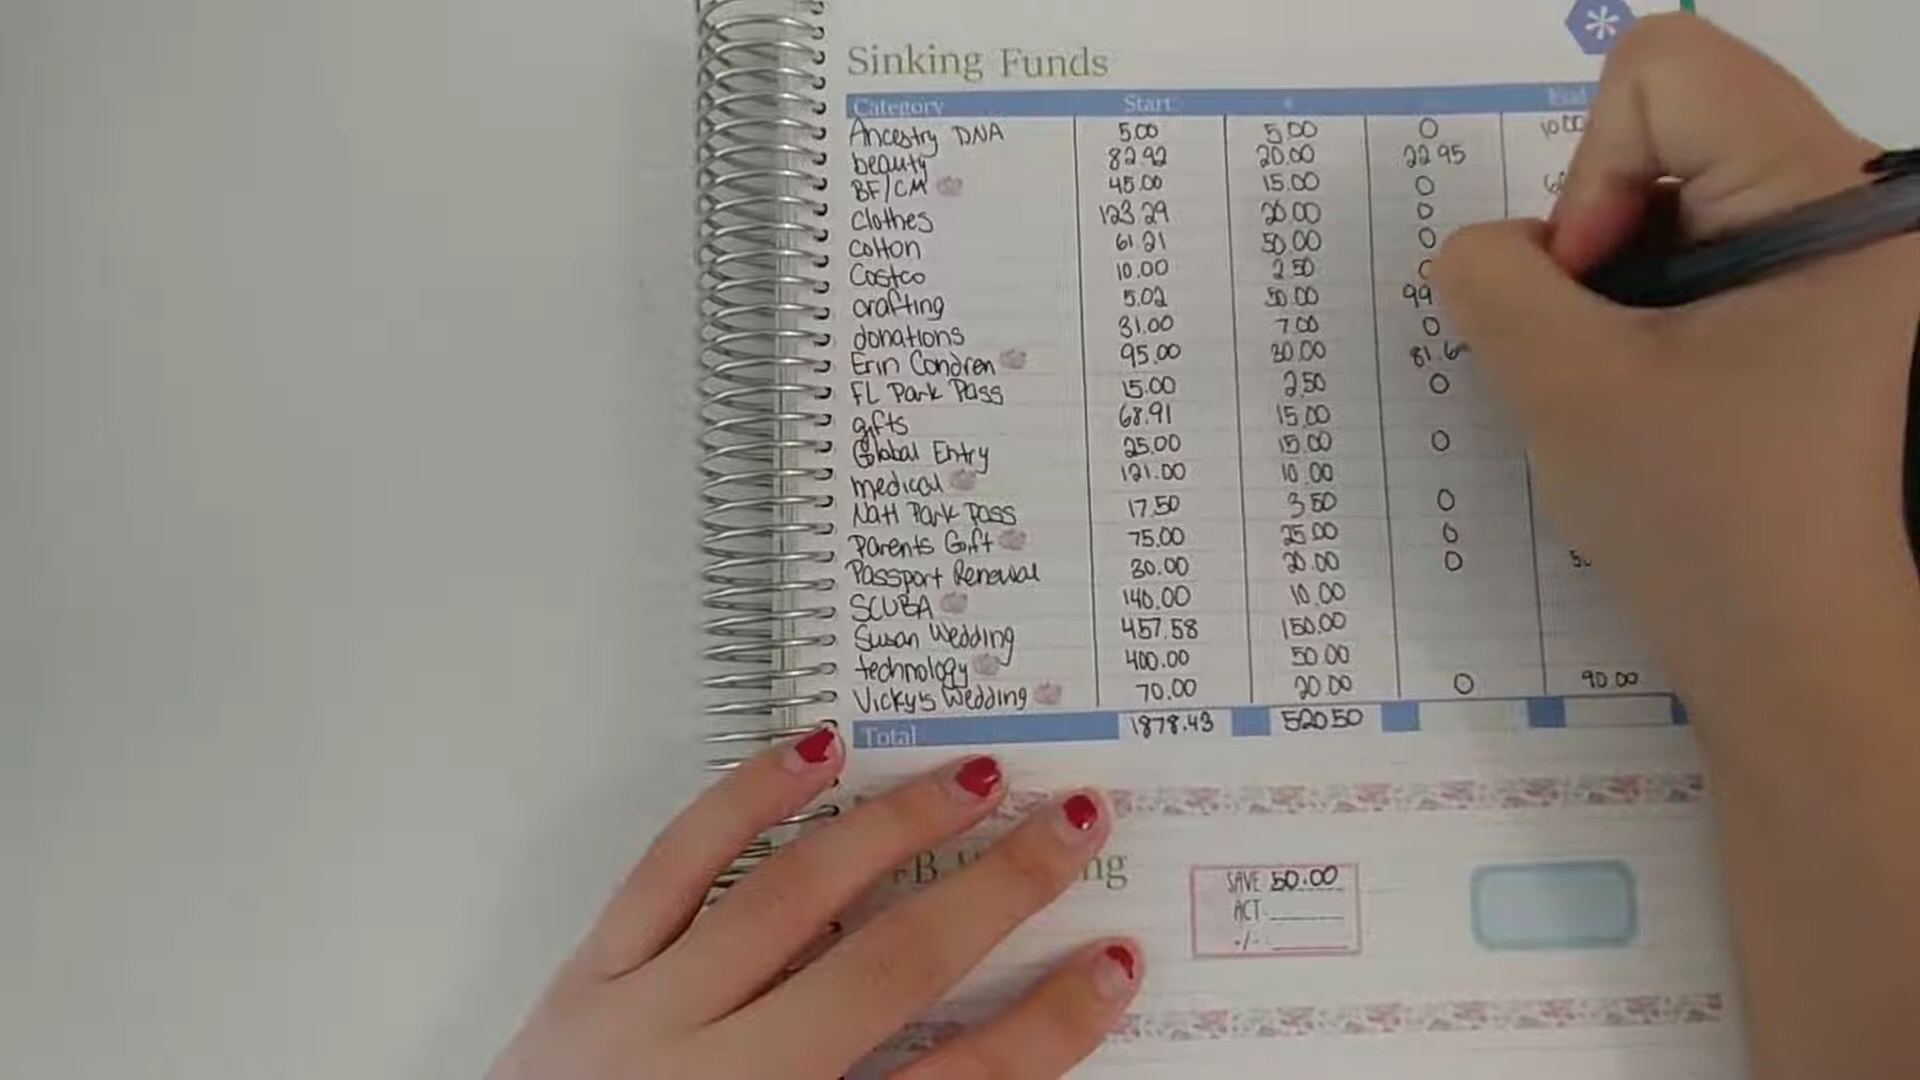 Sinking Funds
Category Start + End
Ancestry DNA 5.00 5.00 0 10.00
beauty 82.92 20.00 22.95
BF/CM 45.00 15.00 0
Clothes 123.29 20.00 0
Cotton 61.21 50.00 0
Costco 10.00 2.50 0
crafting 5.02 50.00 99
donations 31.00 7.00 0
Erin Condren 95.00 30.00 81.6
FL Park Pass 15.00 2.50 0
gifts 68.91 15.00
Global Entry 25.00 15.00 0
medical 121.00 10.00
Nat'l Park Pass 17.50 3.50 0
Parents Gift 75.00 25.00 0
Passport Renewal 30.00 20.00 0
SCUBA 140.00 10.00
Susan Wedding 457.58 150.00
technology 400.00 50.00
Vicky's Wedding 70.00 20.00 0 90.00
Total 1878.43 520.50
SAVE 50.00
ACT
+/-